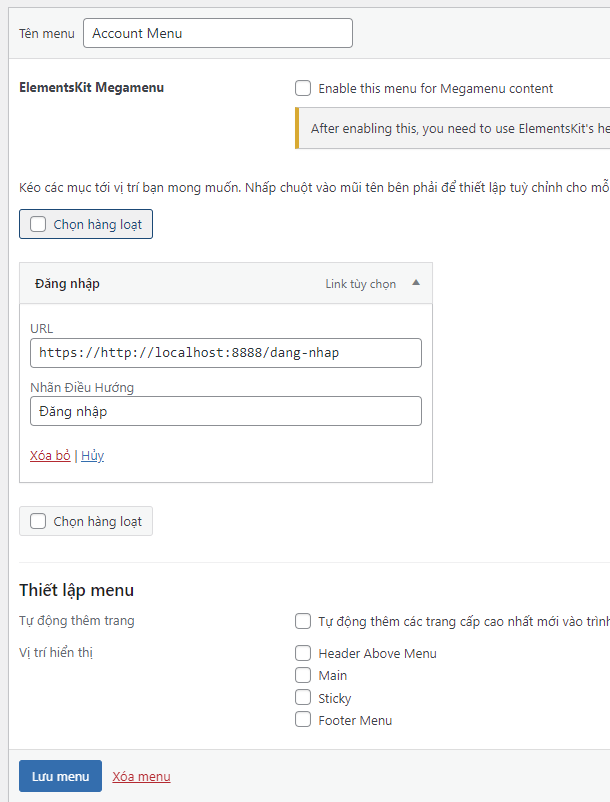 Tên menu Account Menu
ElementsKit Megamenu Enable this menu for Megamenu content
After enabling this, you need to use ElementsKit's he
Kéo các mục tới vị trí bạn mong muốn. Nhấp chuột vào mũi tên bên phải để thiết lập tuỳ chỉnh cho mỗ
Chọn hàng loạt
Đăng nhập Link tùy chọn
URL
https://http://localhost:8888/dang-nhap
Nhãn Điều Hướng
Đăng nhập
Xóa bỏ | Hủy
Chọn hàng loạt
Thiết lập menu
Tự động thêm trang Tự động thêm các trang cấp cao nhất mới vào trình
Vị trí hiển thị Header Above Menu
Main
Sticky
Footer Menu
Lưu menu Xóa menu